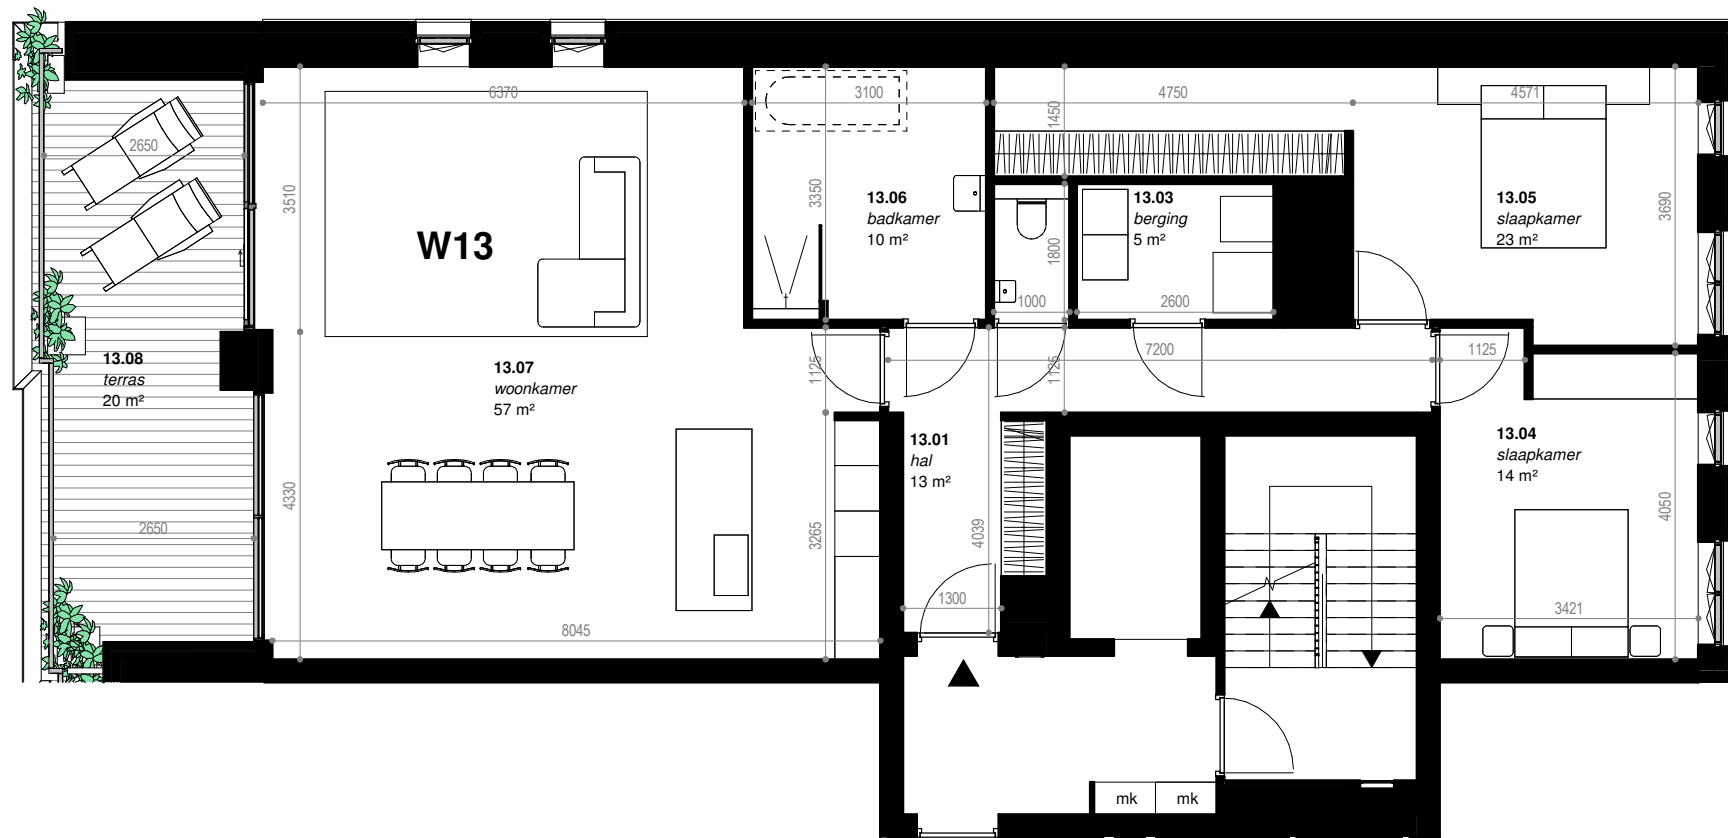 6370
3100
4750
4571
1450
2650
3510
3350
3690
13.06
badkamer
10 m²
13.03
berging
5 m²
13.05
slaapkamer
23 m²
W13
1800
1000
2600
13.08
terras
20 m²
13.07
woonkamer
57 m²
1125
1125
7200
1125
13.01
hal
13 m²
13.04
slaapkamer
14 m²
4330
2650
3265
4039
4050
1300
3421
8045
mk
mk